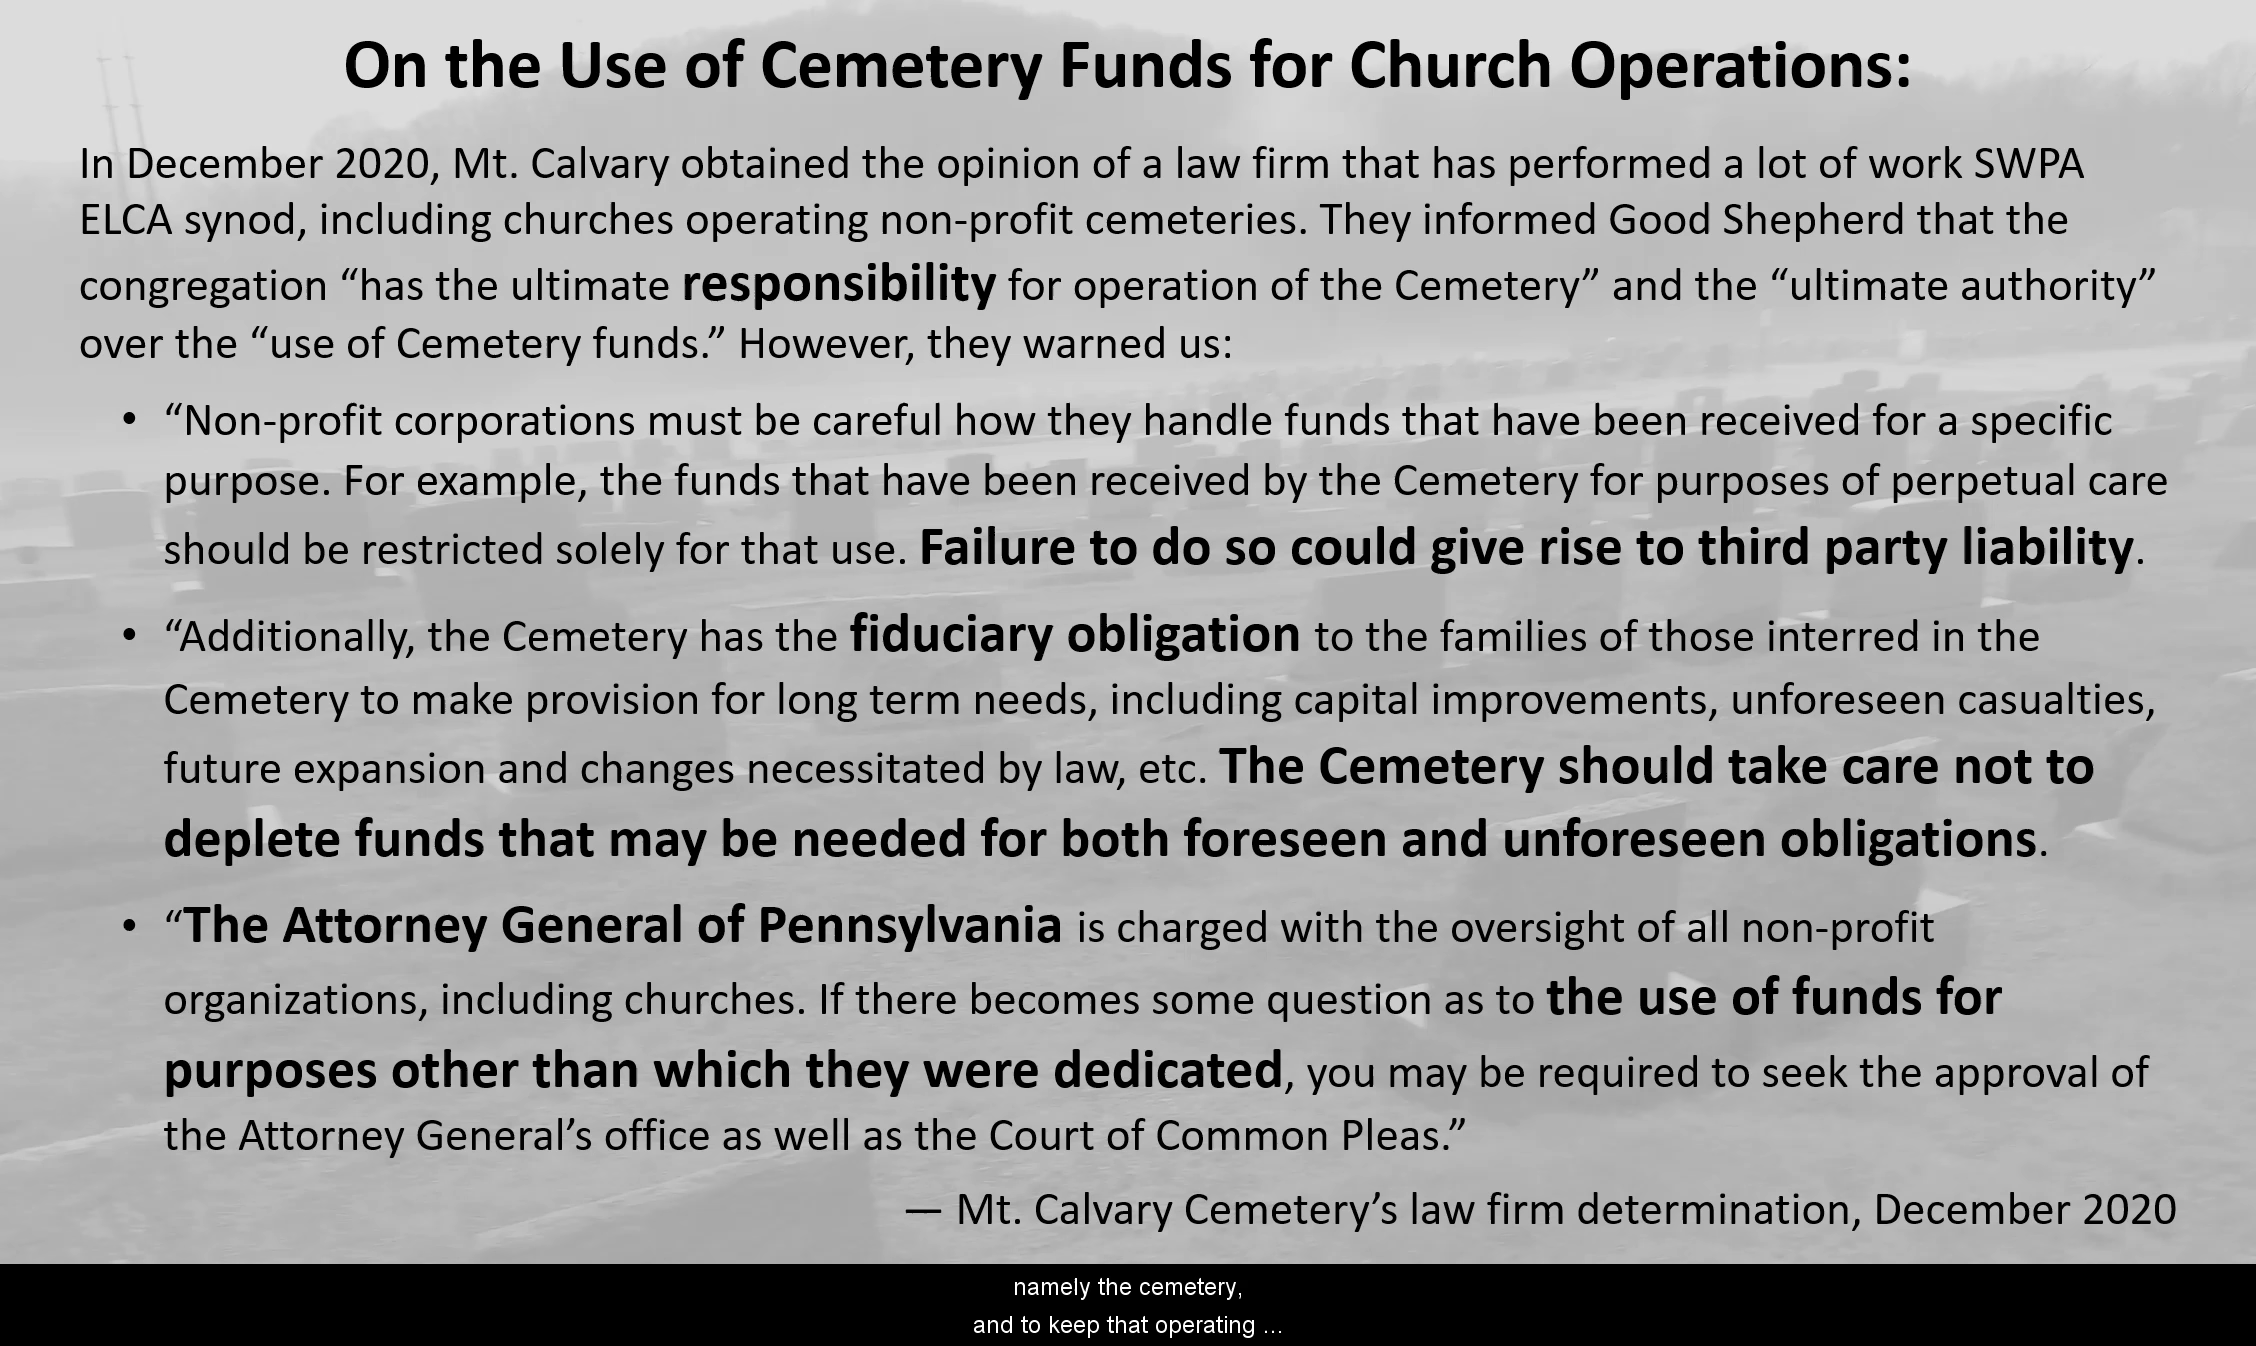 On the Use of Cemetery Funds for Church Operations:
In December 2020, Mt. Calvary obtained the opinion of a law firm that has performed a lot of work SWPA
ELCA synod, including churches operating non-profit cemeteries. They informed Good Shepherd that the
congregation “has the ultimate responsibility for operation of the Cemetery” and the “ultimate authority”
over the “use of Cemetery funds.” However, they warned us:
• “Non-profit corporations must be careful how they handle funds that have been received for a specific
purpose. For example, the funds that have been received by the Cemetery for purposes of perpetual care
should be restricted solely for that use. Failure to do so could give rise to third party liability.
• “Additionally, the Cemetery has the fiduciary obligation to the families of those interred in the
Cemetery to make provision for long term needs, including capital improvements, unforeseen casualties,
future expansion and changes necessitated by law, etc. The Cemetery should take care not to
deplete funds that may be needed for both foreseen and unforeseen obligations.
• “The Attorney General of Pennsylvania is charged with the oversight of all non-profit
organizations, including churches. If there becomes some question as to the use of funds for
purposes other than which they were dedicated, you may be required to seek the approval of
the Attorney General’s office as well as the Court of Common Pleas.”
— Mt. Calvary Cemetery’s law firm determination, December 2020
namely the cemetery,
and to keep that operating ...